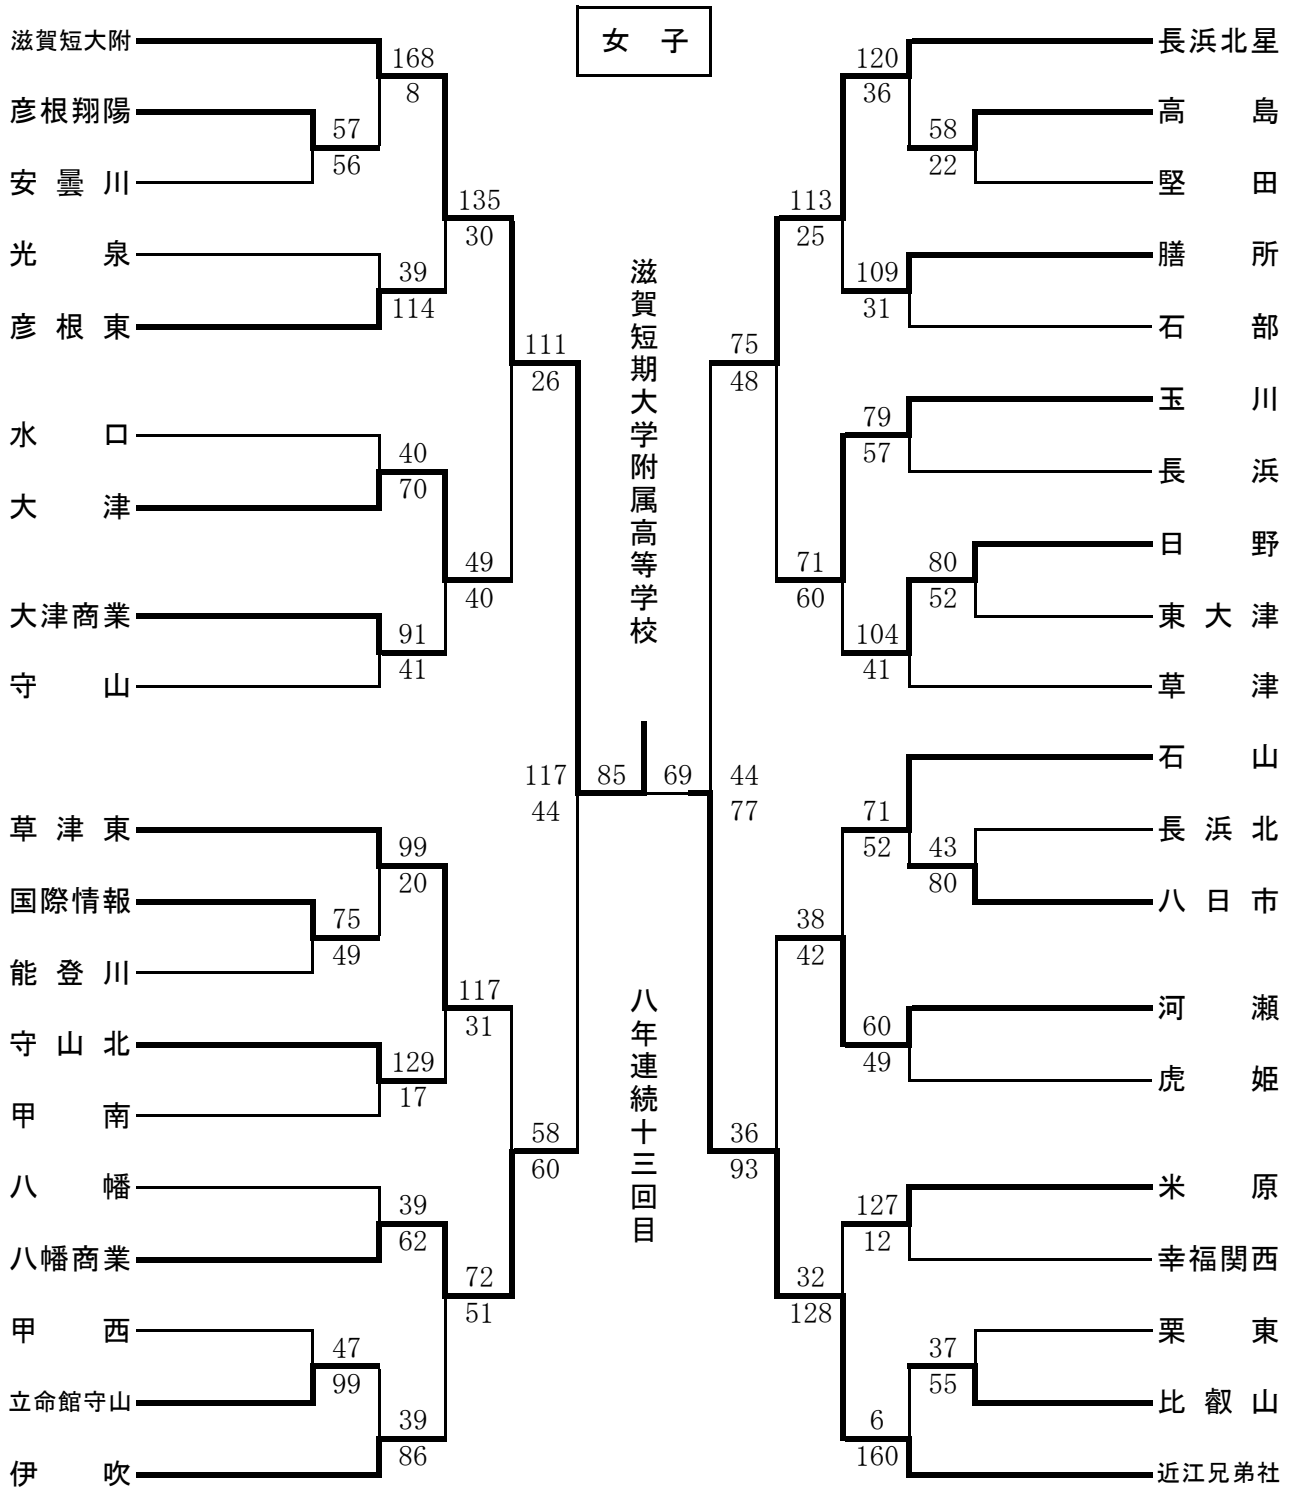 女 子
滋賀短大附
168
8
彦根翔陽
57
56
安曇川
135
30
光泉
39
114
彦根東
111
26
水口
40
70
大津
49
40
大津商業
91
41
守山
117
44
草津東
99
20
国際情報
75
49
能登川
117
31
守山北
129
17
甲南
58
60
八幡
39
62
八幡商業
72
51
甲西
47
99
立命館守山
39
86
伊吹
滋賀短期大学附属高等学校
85 69
八年連続十三回目
長浜北星
120
36
高島
58
22
堅田
113
25
膳所
109
31
石部
75
48
玉川
79
57
長浜
71
60
日野
80
52
東大津
104
41
草津
44
77
石山
71
52
長浜北
43
80
八日市
38
42
河瀬
60
49
虎姫
36
93
米原
127
12
幸福関西
32
128
栗東
37
55
比叡山
6
160
近江兄弟社